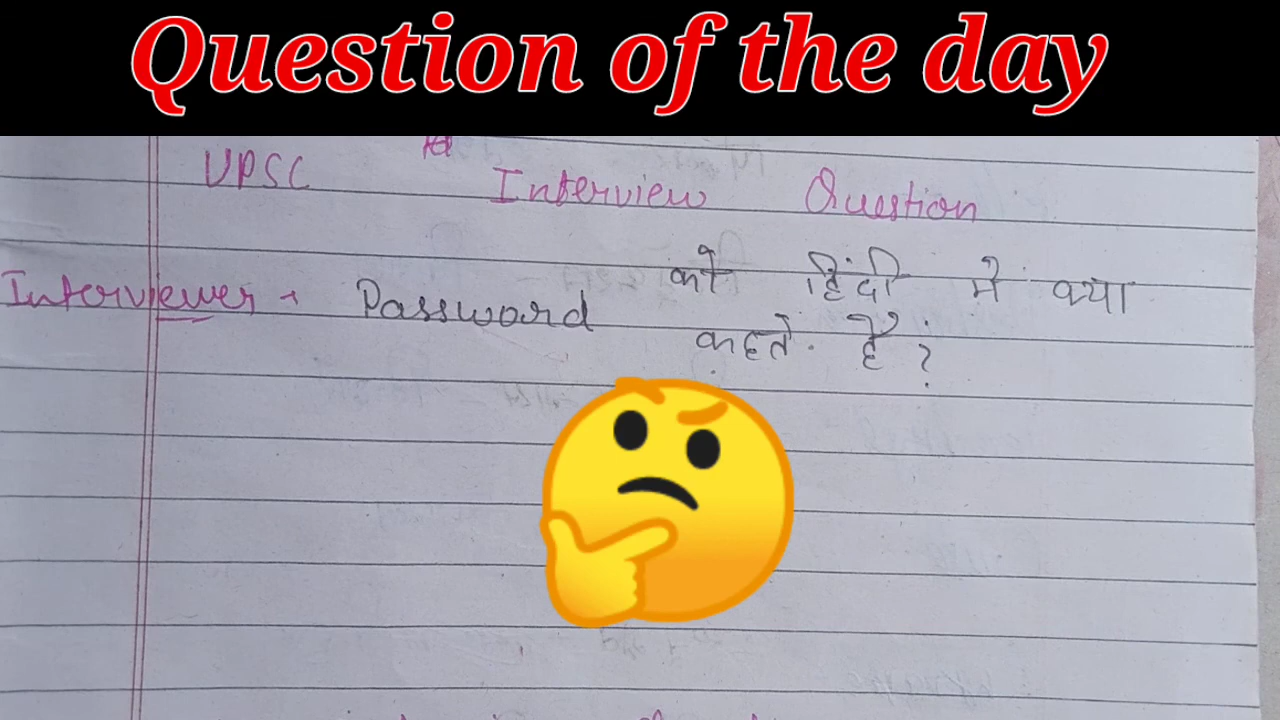 Question of the day
UPSC Interview Question
Interviewer : Password को हिंदी में क्या
कहते है ?